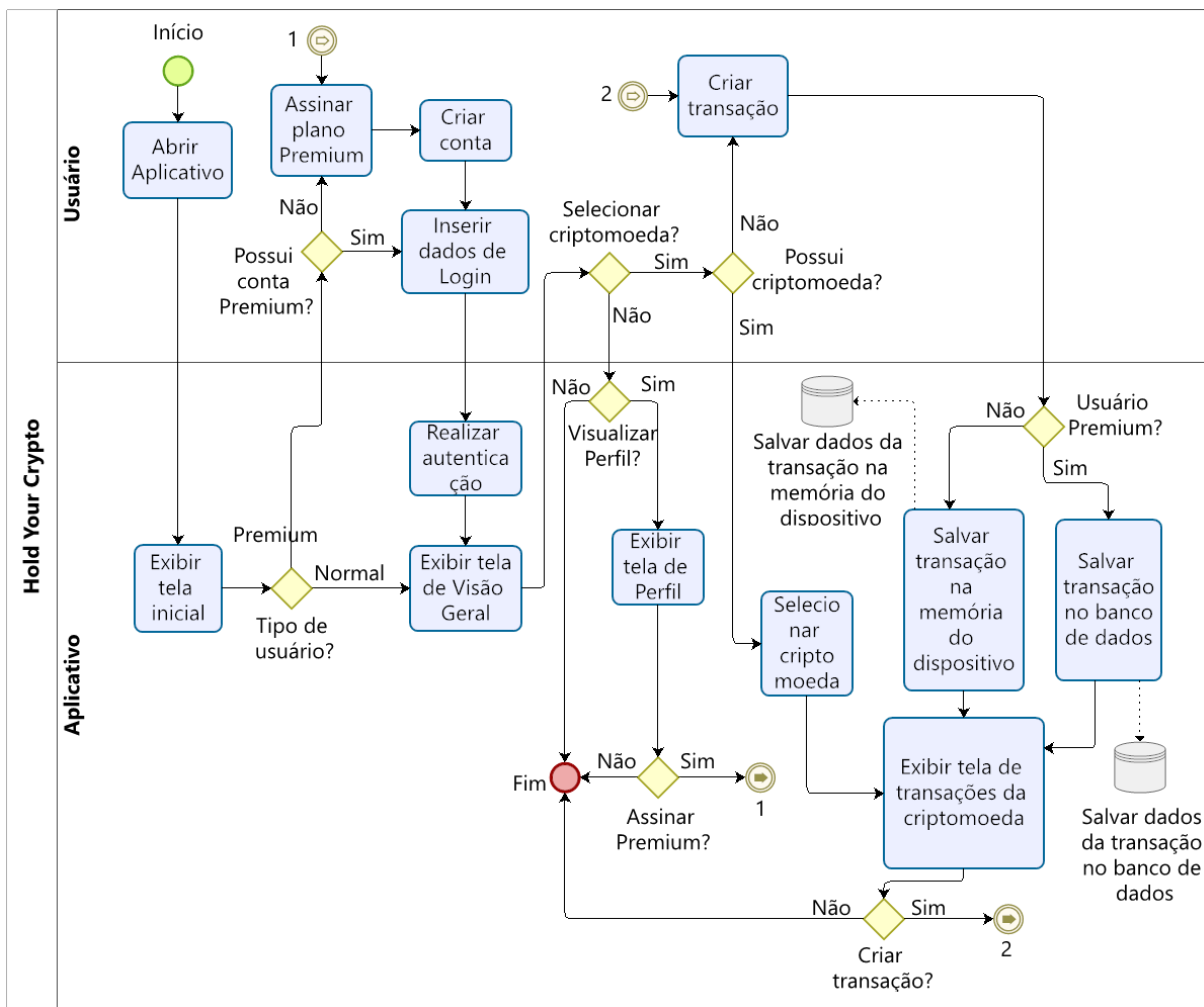 Hold Your Crypto
Usuário
Início
Abrir
Aplicativo
1
Assinar
plano
Premium
Criar
conta
Não
Possui
conta
Premium?
Sim
Inserir
dados de
Login
Selecionar
criptomoeda?
Sim
Não
2
Criar
transação
Não
Possui
criptomoeda?
Sim
Aplicativo
Exibir
tela
inicial
Premium
Normal
Tipo de
usuário?
Realizar
autentica
ção
Exibir tela
de Visão
Geral
Não
Sim
Visualizar
Perfil?
Exibir
tela de
Perfil
Fim
Não
Sim
Assinar
Premium?
1
Selecio
nar
cripto
moeda
Salvar dados da
transação na
memória do
dispositivo
Não
Usuário
Premium?
Sim
Salvar
transação
na
memória
do
dispositivo
Salvar
transação
no banco
de dados
Exibir tela de
transações da
criptomoeda
Salvar dados
da transação
no banco de
dados
Não
Sim
Criar
transação?
2